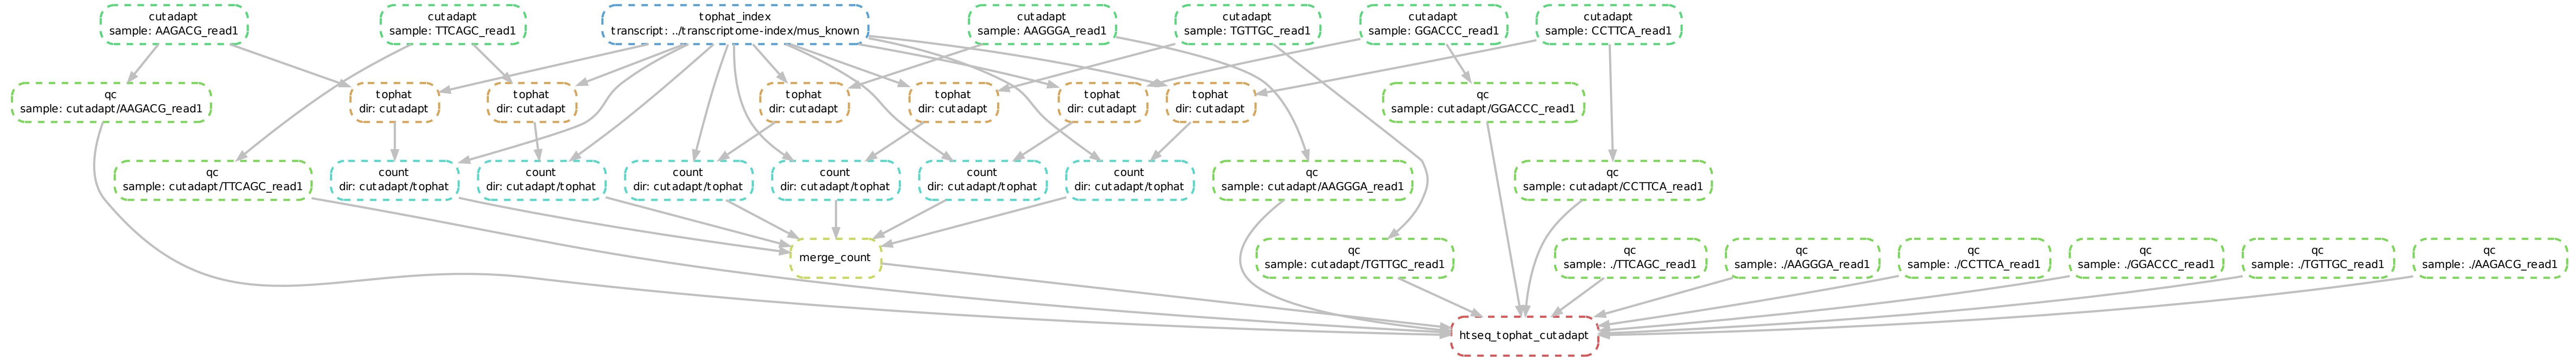 cutadapt
sample: AAGACG_read1
cutadapt
sample: TTCAGC_read1
tophat_index
transcript: ../transcriptome-index/mus_known
cutadapt
sample: AAGGGA_read1
cutadapt
sample: TGTTGC_read1
cutadapt
sample: GGACCC_read1
cutadapt
sample: CCTTCA_read1
qc
sample: cutadapt/AAGACG_read1
tophat
dir: cutadapt
tophat
dir: cutadapt
tophat
dir: cutadapt
tophat
dir: cutadapt
tophat
dir: cutadapt
tophat
dir: cutadapt
qc
sample: cutadapt/GGACCC_read1
qc
sample: cutadapt/TTCAGC_read1
count
dir: cutadapt/tophat
count
dir: cutadapt/tophat
count
dir: cutadapt/tophat
count
dir: cutadapt/tophat
count
dir: cutadapt/tophat
count
dir: cutadapt/tophat
qc
sample: cutadapt/AAGGGA_read1
qc
sample: cutadapt/CCTTCA_read1
merge_count
qc
sample: cutadapt/TGTTGC_read1
qc
sample: ./TTCAGC_read1
qc
sample: ./AAGGGA_read1
qc
sample: ./CCTTCA_read1
qc
sample: ./GGACCC_read1
qc
sample: ./TGTTGC_read1
qc
sample: ./AAGACG_read1
htseq_tophat_cutadapt